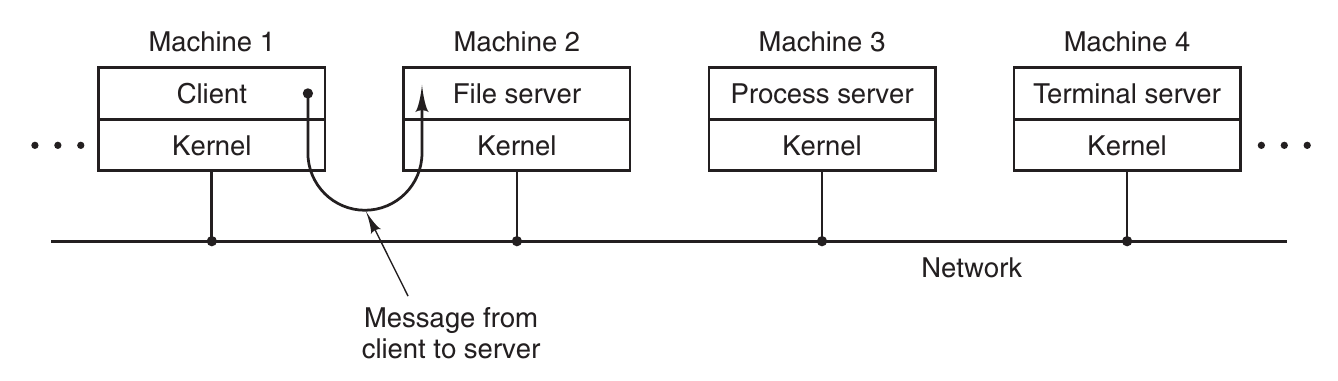 Machine 1
Machine 2
Machine 3
Machine 4
Client
File server
Process server
Terminal server
Kernel
Kernel
Kernel
Kernel
Network
Message from
client to server